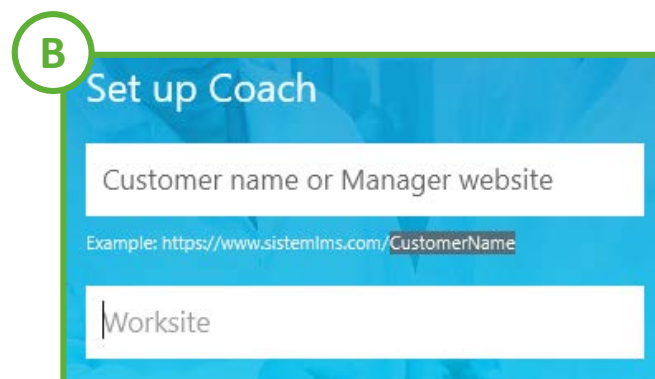 B
Set up Coach
Customer name or Manager website
Example: https://www.sistemlms.com/CustomerName
Worksite